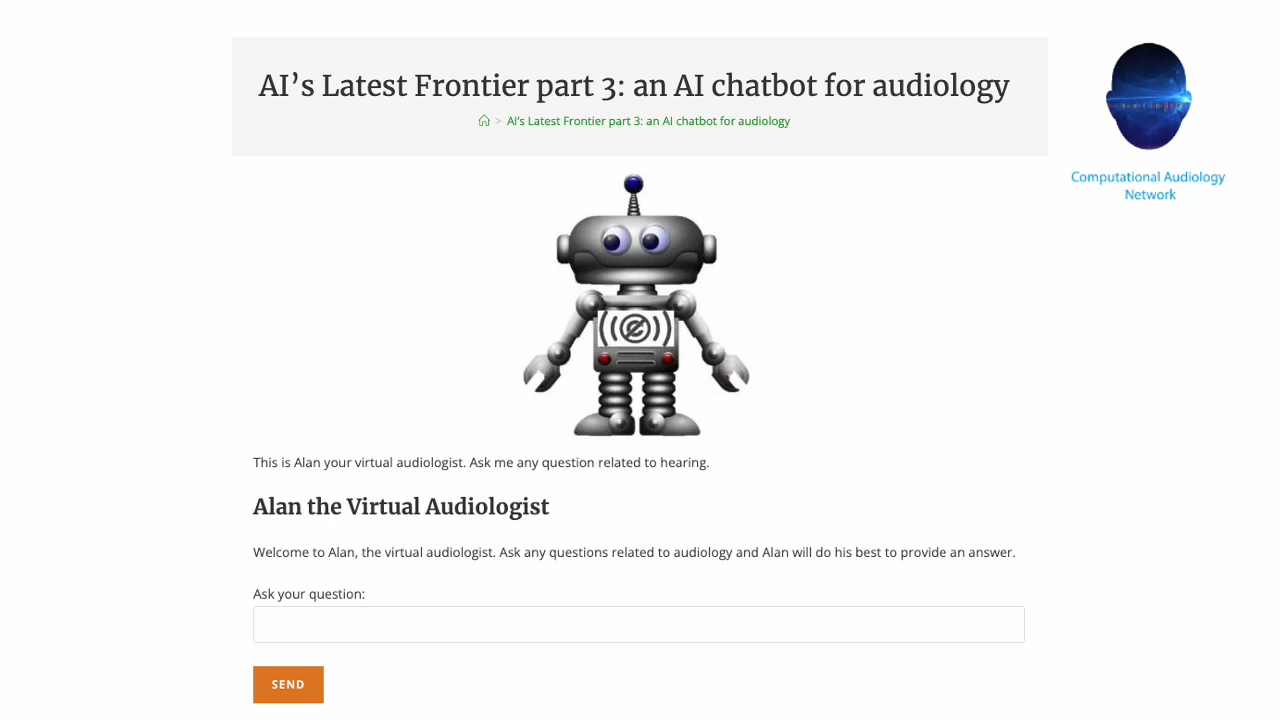 AI’s Latest Frontier part 3: an AI chatbot for audiology
> AI’s Latest Frontier part 3: an AI chatbot for audiology
Computational Audiology
Network
This is Alan your virtual audiologist. Ask me any question related to hearing.
Alan the Virtual Audiologist
Welcome to Alan, the virtual audiologist. Ask any questions related to audiology and Alan will do his best to provide an answer.
Ask your question:
SEND